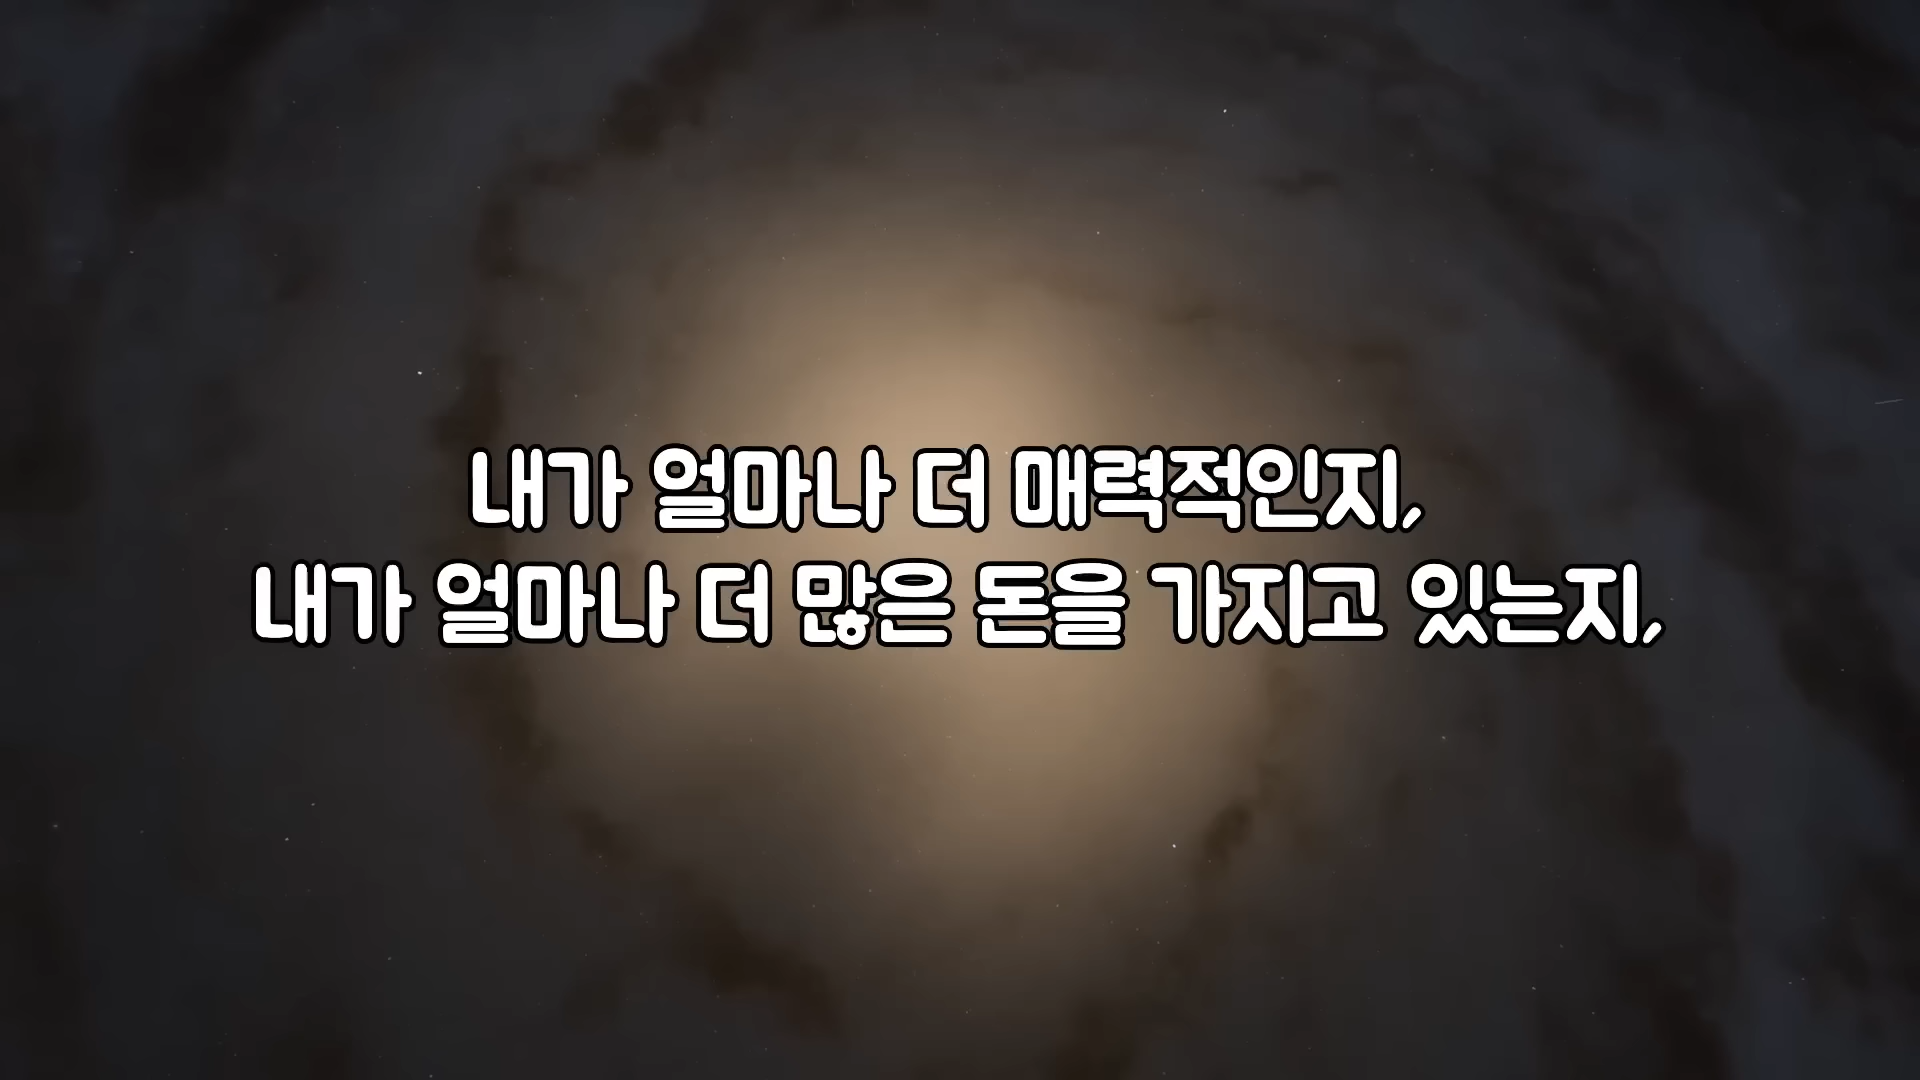 내가 얼마나 더 매력적인지,
내가 얼마나 더 많은 돈을 가지고 있는지,